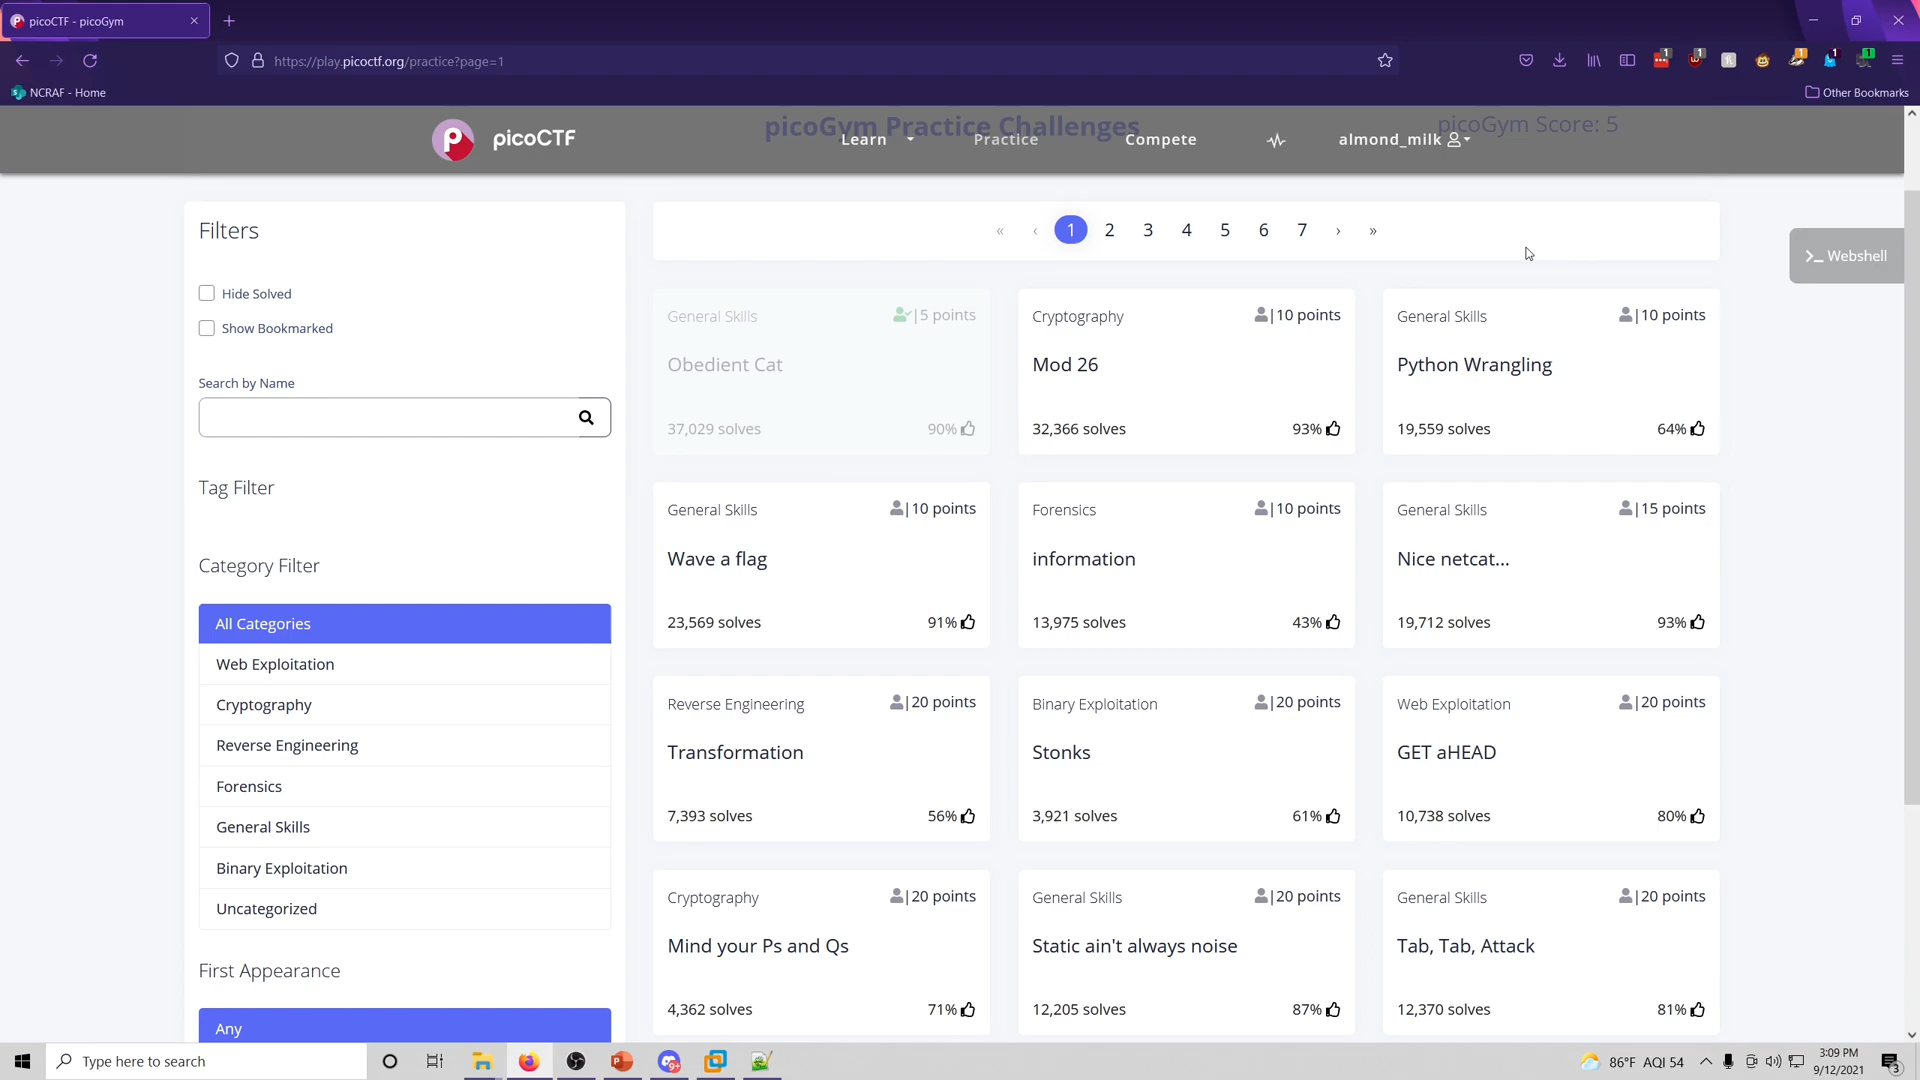 picoCTF - picoGym
https://play.picoctf.org/practice?page=1
1
1
1
1
1
NCRAF - Home
Other Bookmarks
picoGym Practice Challenges
picoGym Score: 5
picoCTF
Learn
Practice
Compete
almond_milk
Filters
« ‹ 1 2 3 4 5 6 7 › »
>_ Webshell
Hide Solved
Show Bookmarked
Search by Name
Tag Filter
Category Filter
All Categories
Web Exploitation
Cryptography
Reverse Engineering
Forensics
General Skills
Binary Exploitation
Uncategorized
First Appearance
Any
General Skills |5 points
Obedient Cat
37,029 solves 90%
Cryptography |10 points
Mod 26
32,366 solves 93%
General Skills |10 points
Python Wrangling
19,559 solves 64%
General Skills |10 points
Wave a flag
23,569 solves 91%
Forensics |10 points
information
13,975 solves 43%
General Skills |15 points
Nice netcat...
19,712 solves 93%
Reverse Engineering |20 points
Transformation
7,393 solves 56%
Binary Exploitation |20 points
Stonks
3,921 solves 61%
Web Exploitation |20 points
GET aHEAD
10,738 solves 80%
Cryptography |20 points
Mind your Ps and Qs
4,362 solves 71%
General Skills |20 points
Static ain't always noise
12,205 solves 87%
General Skills |20 points
Tab, Tab, Attack
12,370 solves 81%
Type here to search
9+
86°F AQI 54
3:09 PM
9/12/2021
3